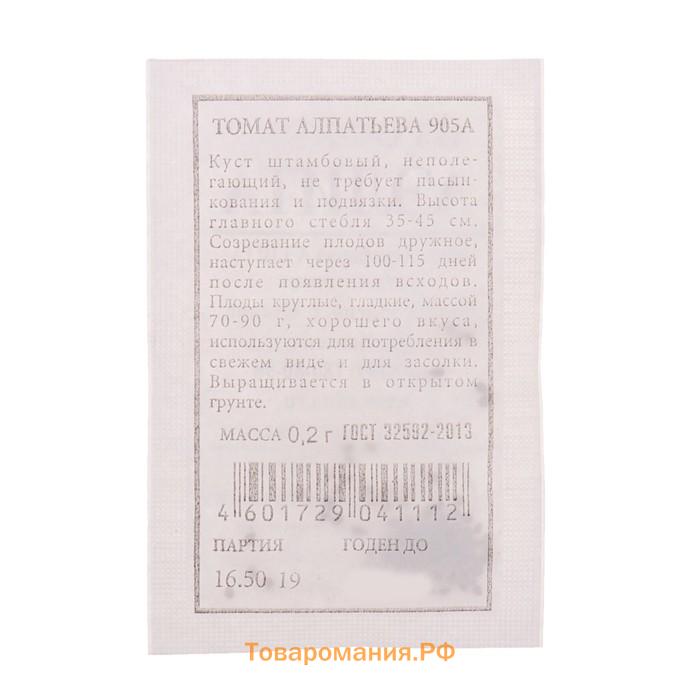 ТОМАТ АЛПАТЬЕВА 905А
Куст штамбовый, неполе-
гающий, не требует пасын-
кования и подвязки. Высота
главного стебля 35-45 см.
Созревание плодов дружное,
наступает через 100-115 дней
после появления всходов.
Плоды круглые, гладкие, массой
70-90 г, хорошего вкуса,
используются для потребления в
свежем виде и для засолки.
Выращивается в открытом
грунте.
МАССА 0,2 г ГОСТ 32592-2013
4 601729 041112
ПАРТИЯ ГОДЕН ДО
16.50 19
Товаромания.РФ